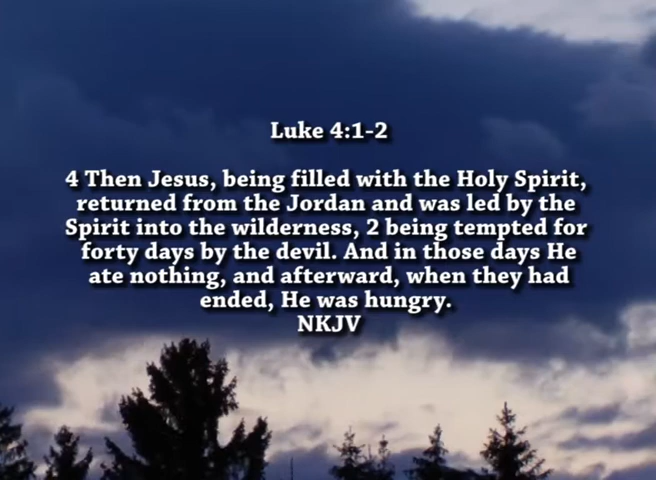 Luke 4:1-2
4 Then Jesus, being filled with the Holy Spirit,
returned from the Jordan and was led by the
Spirit into the wilderness, 2 being tempted for
forty days by the devil. And in those days He
ate nothing, and afterward, when they had
ended, He was hungry.
NKJV